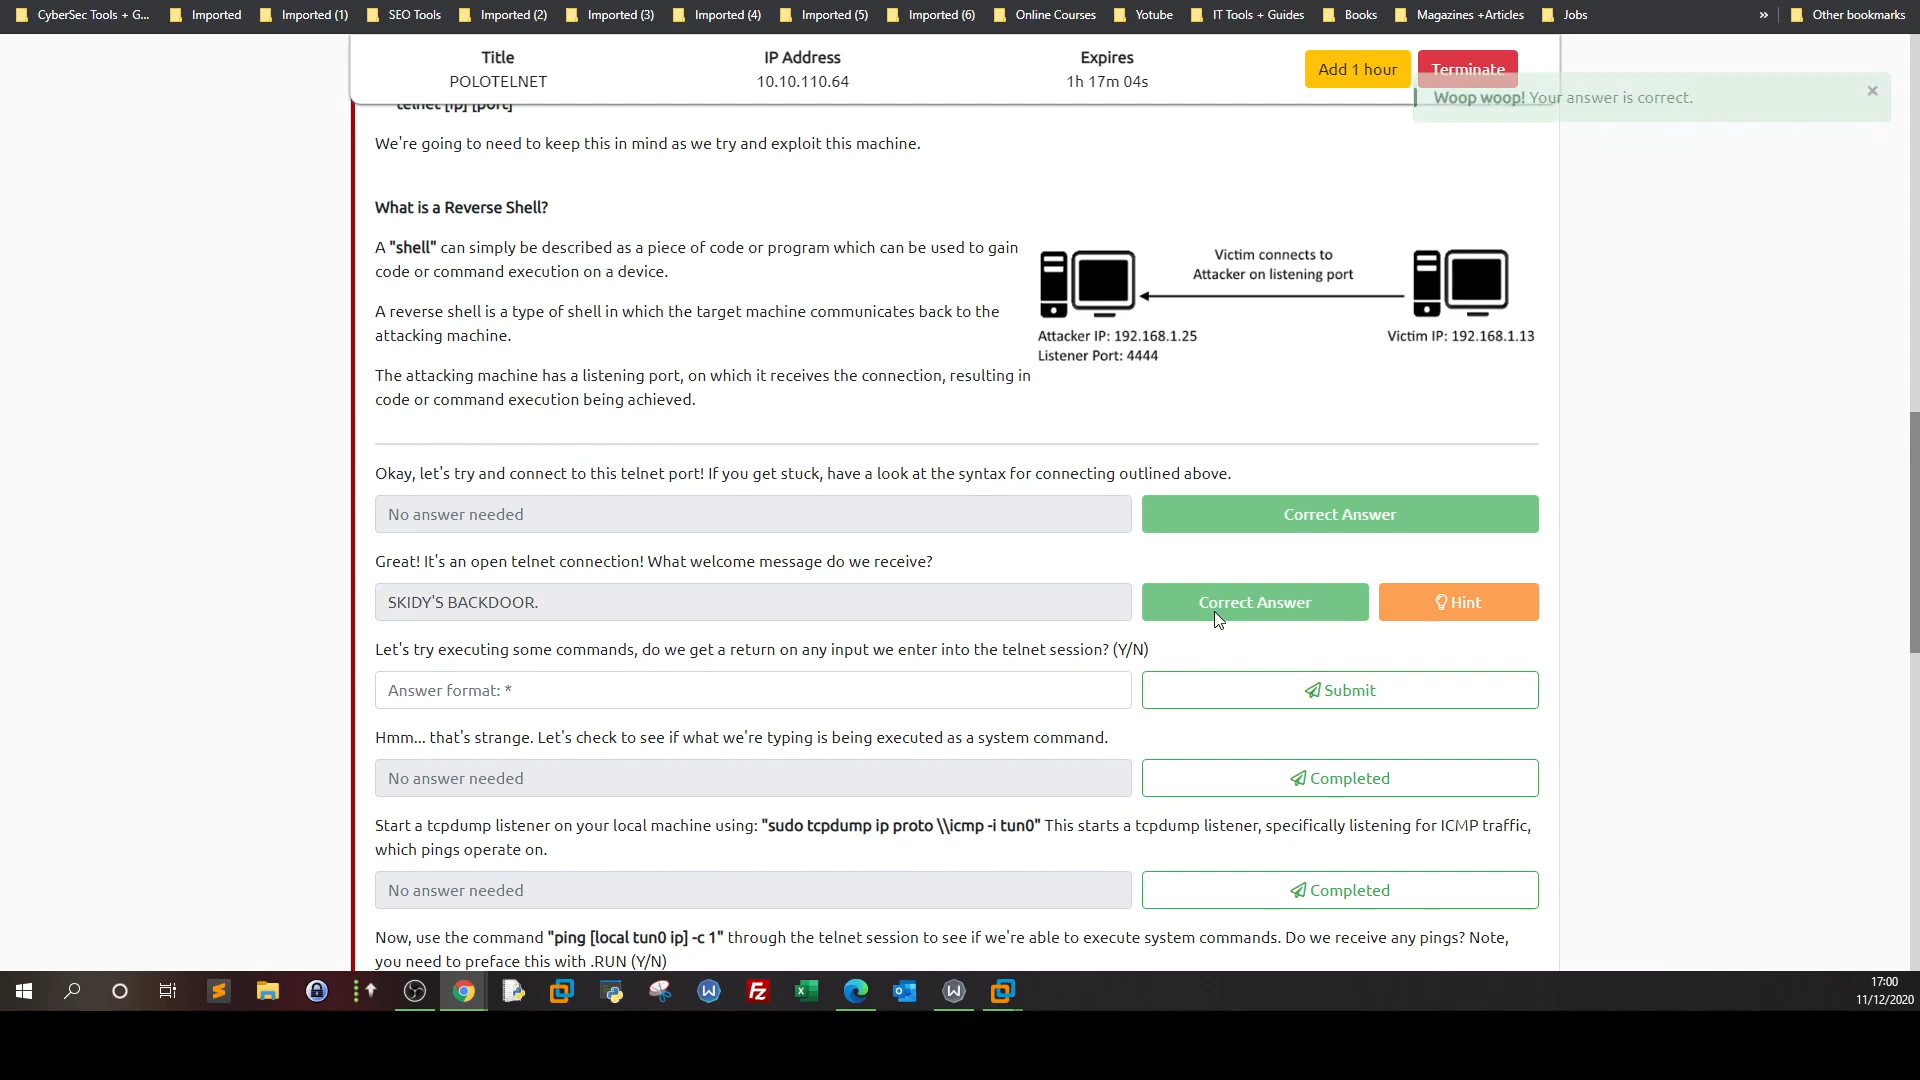 CyberSec Tools + G...
Imported
Imported (1)
SEO Tools
Imported (2)
Imported (3)
Imported (4)
Imported (5)
Imported (6)
Online Courses
Yotube
IT Tools + Guides
Books
Magazines +Articles
Jobs
»
Other bookmarks
Title
IP Address
Expires
POLOTELNET
10.10.110.64
1h 17m 04s
Add 1 hour
Terminate
Woop woop! Your answer is correct.
×
"telnet [ip] [port]"
We're going to need to keep this in mind as we try and exploit this machine.
What is a Reverse Shell?
A "shell" can simply be described as a piece of code or program which can be used to gain
code or command execution on a device.
A reverse shell is a type of shell in which the target machine communicates back to the
attacking machine.
The attacking machine has a listening port, on which it receives the connection, resulting in
code or command execution being achieved.
Victim connects to
Attacker on listening port
Attacker IP: 192.168.1.25
Listener Port: 4444
Victim IP: 192.168.1.13
Okay, let's try and connect to this telnet port! If you get stuck, have a look at the syntax for connecting outlined above.
No answer needed
Correct Answer
Great! It's an open telnet connection! What welcome message do we receive?
SKIDY'S BACKDOOR.
Correct Answer
Hint
Let's try executing some commands, do we get a return on any input we enter into the telnet session? (Y/N)
Answer format: *
Submit
Hmm... that's strange. Let's check to see if what we're typing is being executed as a system command.
No answer needed
Completed
Start a tcpdump listener on your local machine using: "sudo tcpdump ip proto \\icmp -i tun0" This starts a tcpdump listener, specifically listening for ICMP traffic,
which pings operate on.
No answer needed
Completed
Now, use the command "ping [local tun0 ip] -c 1" through the telnet session to see if we're able to execute system commands. Do we receive any pings? Note,
you need to preface this with .RUN (Y/N)
17:00
11/12/2020